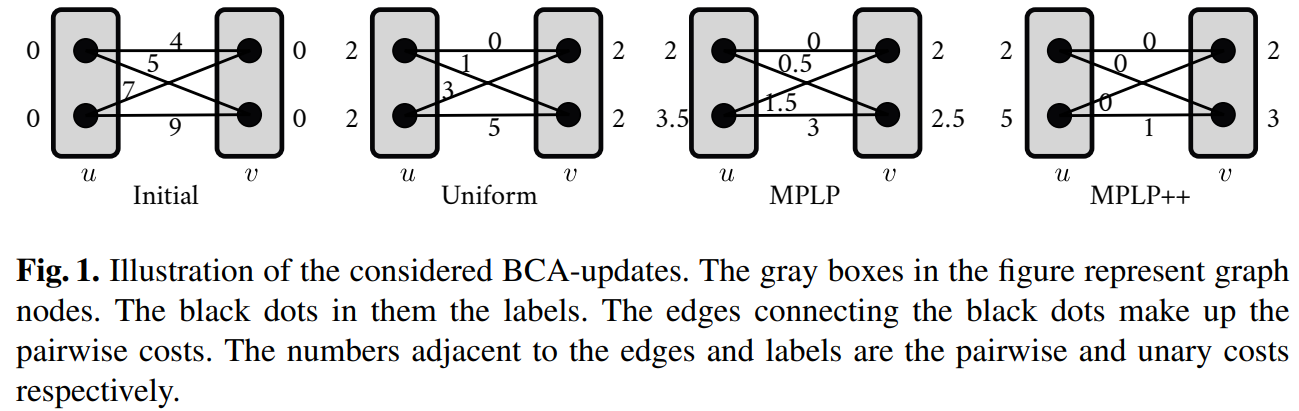 0 4 0 2 0 2 2 0 2 2 0 2
5 1 0.5 0
7 3 1.5 0
0 9 0 2 5 2 3.5 3 2.5 5 1 3
u v u v u v u v
Initial Uniform MPLP MPLP++
Fig. 1. Illustration of the considered BCA-updates. The gray boxes in the figure represent graph
nodes. The black dots in them the labels. The edges connecting the black dots make up the
pairwise costs. The numbers adjacent to the edges and labels are the pairwise and unary costs
respectively.